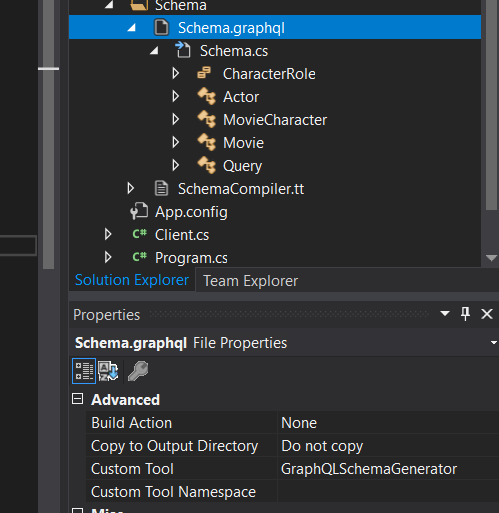 Schema
Schema.graphql
Schema.cs
CharacterRole
Actor
MovieCharacter
Movie
Query
SchemaCompiler.tt
App.config
C# Client.cs
C# Program.cs
Solution Explorer Team Explorer
Properties
Schema.graphql File Properties
Advanced
Build Action None
Copy to Output Directory Do not copy
Custom Tool GraphQLSchemaGenerator
Custom Tool Namespace
Misc